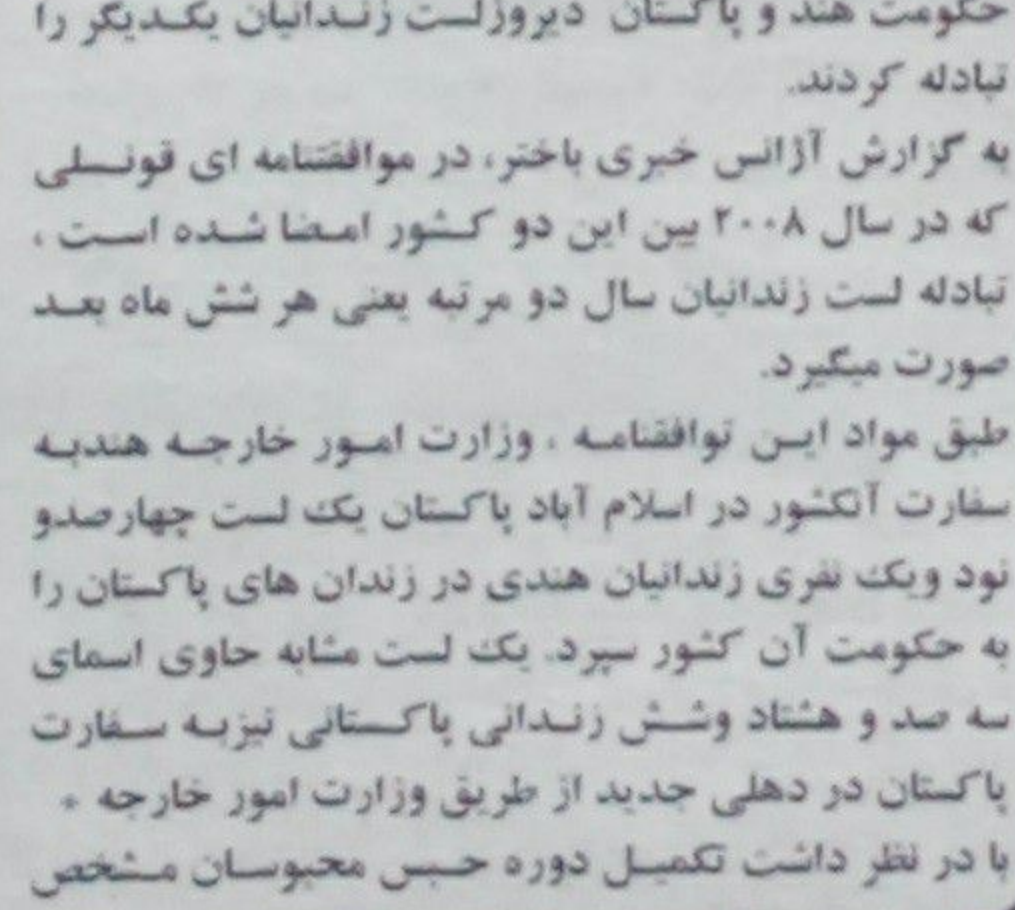 حکومت هند و پاکستان دیروزلست زندانیان یکدیگر را
تبادله کردند.
به گزارش آژانس خبری باختر، در موافقتنامه ای قونسلی
که در سال ۲۰۰۸ بین این دو کشور امضا شده است ،
تبادله لست زندانیان سال دو مرتبه یعنی هر شش ماه بعد
صورت میگیرد.
طبق مواد این توافقنامه ، وزارت امور خارجه هندبه
سفارت آنکشور در اسلام آباد پاکستان یک لست چهارصدو
نود ویک نفری زندانیان هندی در زندان های پاکستان را
به حکومت آن کشور سپرد. یک لست مشابه حاوی اسمای
سه صد و هشتاد وشش زندانی پاکستانی نیزبه سفارت
پاکستان در دهلی جدید از طریق وزارت امور خارجه *
با در نظر داشت تکمیل دوره حبس محبوسان مشخص